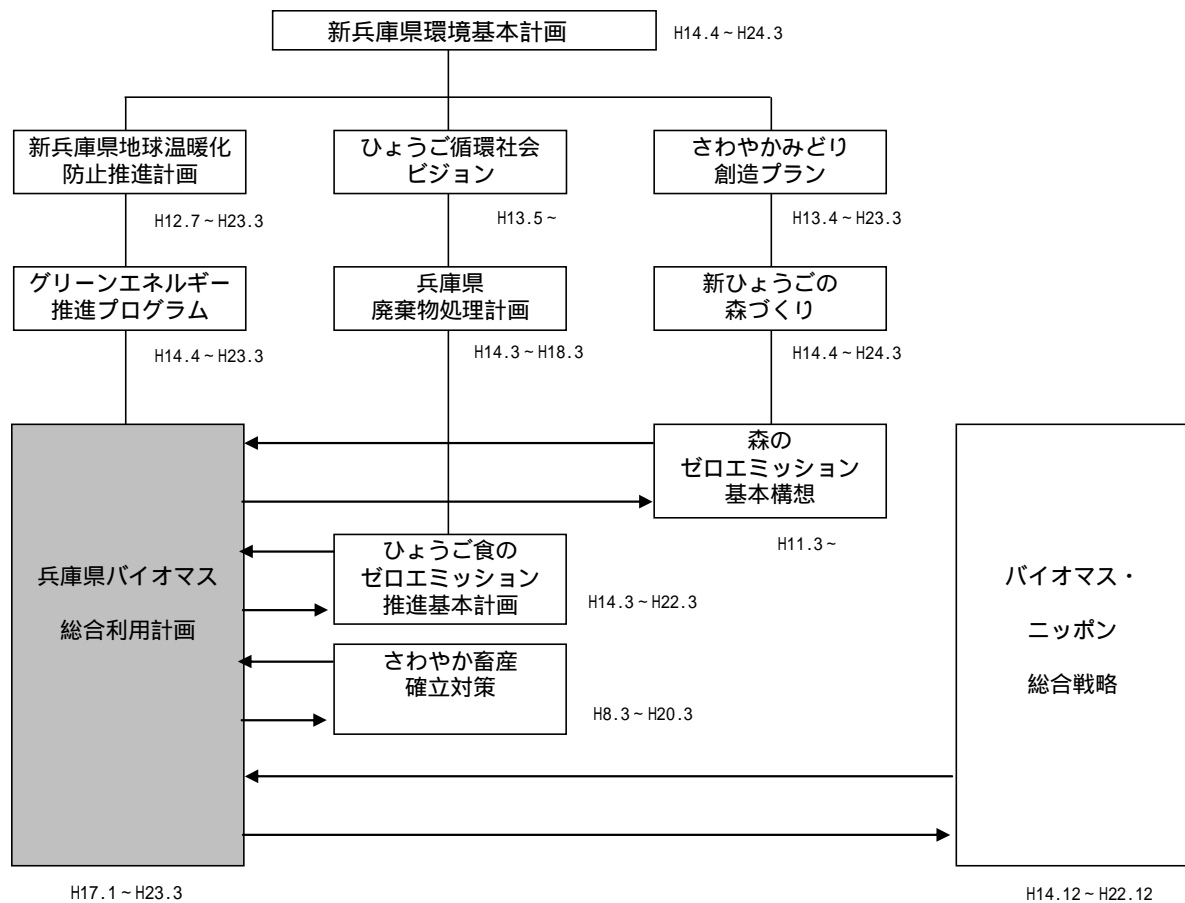 新兵庫県環境基本計画
H14.4~H24.3
新兵庫県地球温暖化
防止推進計画
H12.7~H23.3
ひょうご循環社会
ビジョン
H13.5~
さわやかみどり
創造プラン
H13.4~H23.3
グリーンエネルギー
推進プログラム
H14.4~H23.3
兵庫県
廃棄物処理計画
H14.3~H18.3
新ひょうごの
森づくり
H14.4~H24.3
森の
ゼロエミッション
基本構想
H11.3~
ひょうご食の
ゼロエミッション
推進基本計画
H14.3~H22.3
さわやか畜産
確立対策
H8.3~H20.3
兵庫県バイオマス
総合利用計画
H17.1~H23.3
バイオマス・
ニッポン
総合戦略
H14.12~H22.12